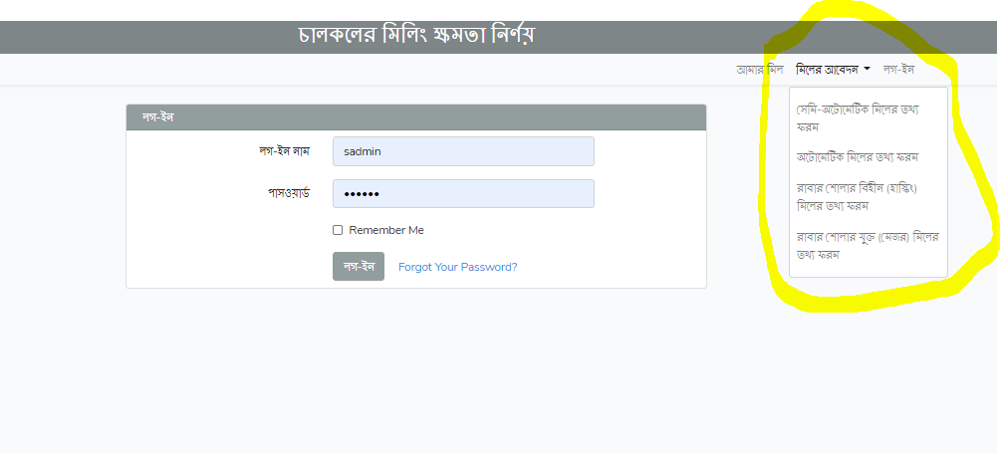 চালকলের মিলিং ক্ষমতা নির্ণয়
আমার মিল মিলের আবেদন লগ-ইন
লগ-ইন
লগ-ইন নাম sadmin
পাসওয়ার্ড ••••••
Remember Me
লগ-ইন Forgot Your Password?
সেমি-অটোমেটিক মিলের তথ্য
ফরম
অটোমেটিক মিলের তথ্য ফরম
রাবার শোলার বিহীন (হাস্কিং)
মিলের তথ্য ফরম
রাবার শোলার যুক্ত (মেজর) মিলের
তথ্য ফরম